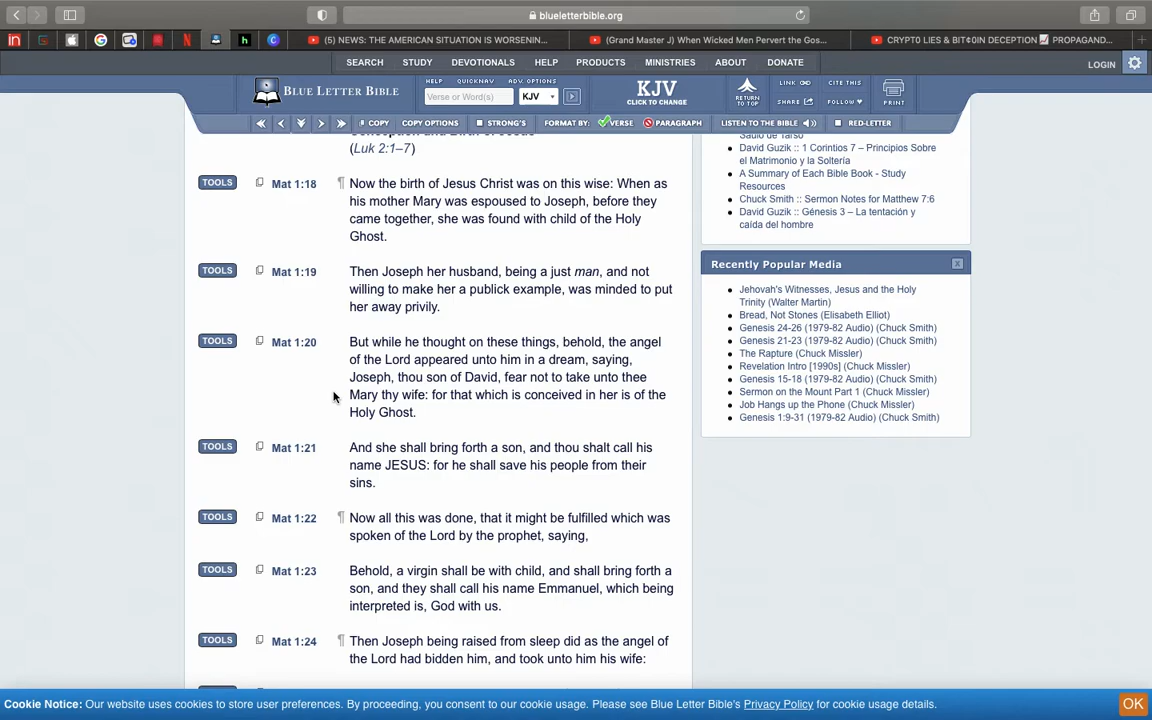 blueletterbible.org
(5) NEWS: THE AMERICAN SITUATION IS WORSENIN...
(Grand Master J) When Wicked Men Pervert the Gos...
CRYPT0 LIES & BIT¢0IN DECEPTION 📈 PROPAGAND...
SEARCH STUDY DEVOTIONALS HELP PRODUCTS MINISTRIES ABOUT DONATE
LOGIN
BLUE LETTER BIBLE
HELP QUICKNAV ADV. OPTIONS
Verse or Word(s) KJV
KJV
CLICK TO CHANGE
RETURN
TO TOP
LINK CITE THIS
SHARE FOLLOW
PRINT
COPY COPY OPTIONS STRONG'S FORMAT BY: VERSE PARAGRAPH LISTEN TO THE BIBLE RED-LETTER
Conception and Birth of Jesus
(Luk 2:1–7)
TOOLS Mat 1:18 ¶ Now the birth of Jesus Christ was on this wise: When as
his mother Mary was espoused to Joseph, before they
came together, she was found with child of the Holy
Ghost.
TOOLS Mat 1:19 Then Joseph her husband, being a just man, and not
willing to make her a publick example, was minded to put
her away privily.
TOOLS Mat 1:20 But while he thought on these things, behold, the angel
of the Lord appeared unto him in a dream, saying,
Joseph, thou son of David, fear not to take unto thee
Mary thy wife: for that which is conceived in her is of the
Holy Ghost.
TOOLS Mat 1:21 And she shall bring forth a son, and thou shalt call his
name JESUS: for he shall save his people from their
sins.
TOOLS Mat 1:22 ¶ Now all this was done, that it might be fulfilled which was
spoken of the Lord by the prophet, saying,
TOOLS Mat 1:23 Behold, a virgin shall be with child, and shall bring forth a
son, and they shall call his name Emmanuel, which being
interpreted is, God with us.
TOOLS Mat 1:24 ¶ Then Joseph being raised from sleep did as the angel of
the Lord had bidden him, and took unto him his wife:
Saulo de Tarso
David Guzik :: 1 Corintios 7 – Principios Sobre
el Matrimonio y la Soltería
A Summary of Each Bible Book - Study
Resources
Chuck Smith :: Sermon Notes for Matthew 7:6
David Guzik :: Génesis 3 – La tentación y
caída del hombre
Recently Popular Media
Jehovah's Witnesses, Jesus and the Holy
Trinity (Walter Martin)
Bread, Not Stones (Elisabeth Elliot)
Genesis 24-26 (1979-82 Audio) (Chuck Smith)
Genesis 21-23 (1979-82 Audio) (Chuck Smith)
The Rapture (Chuck Missler)
Revelation Intro [1990s] (Chuck Missler)
Genesis 15-18 (1979-82 Audio) (Chuck Smith)
Sermon on the Mount Part 1 (Chuck Missler)
Job Hangs up the Phone (Chuck Missler)
Genesis 1:9-31 (1979-82 Audio) (Chuck Smith)
Cookie Notice: Our website uses cookies to store user preferences. By proceeding, you consent to our cookie usage. Please see Blue Letter Bible's Privacy Policy for cookie usage details. OK